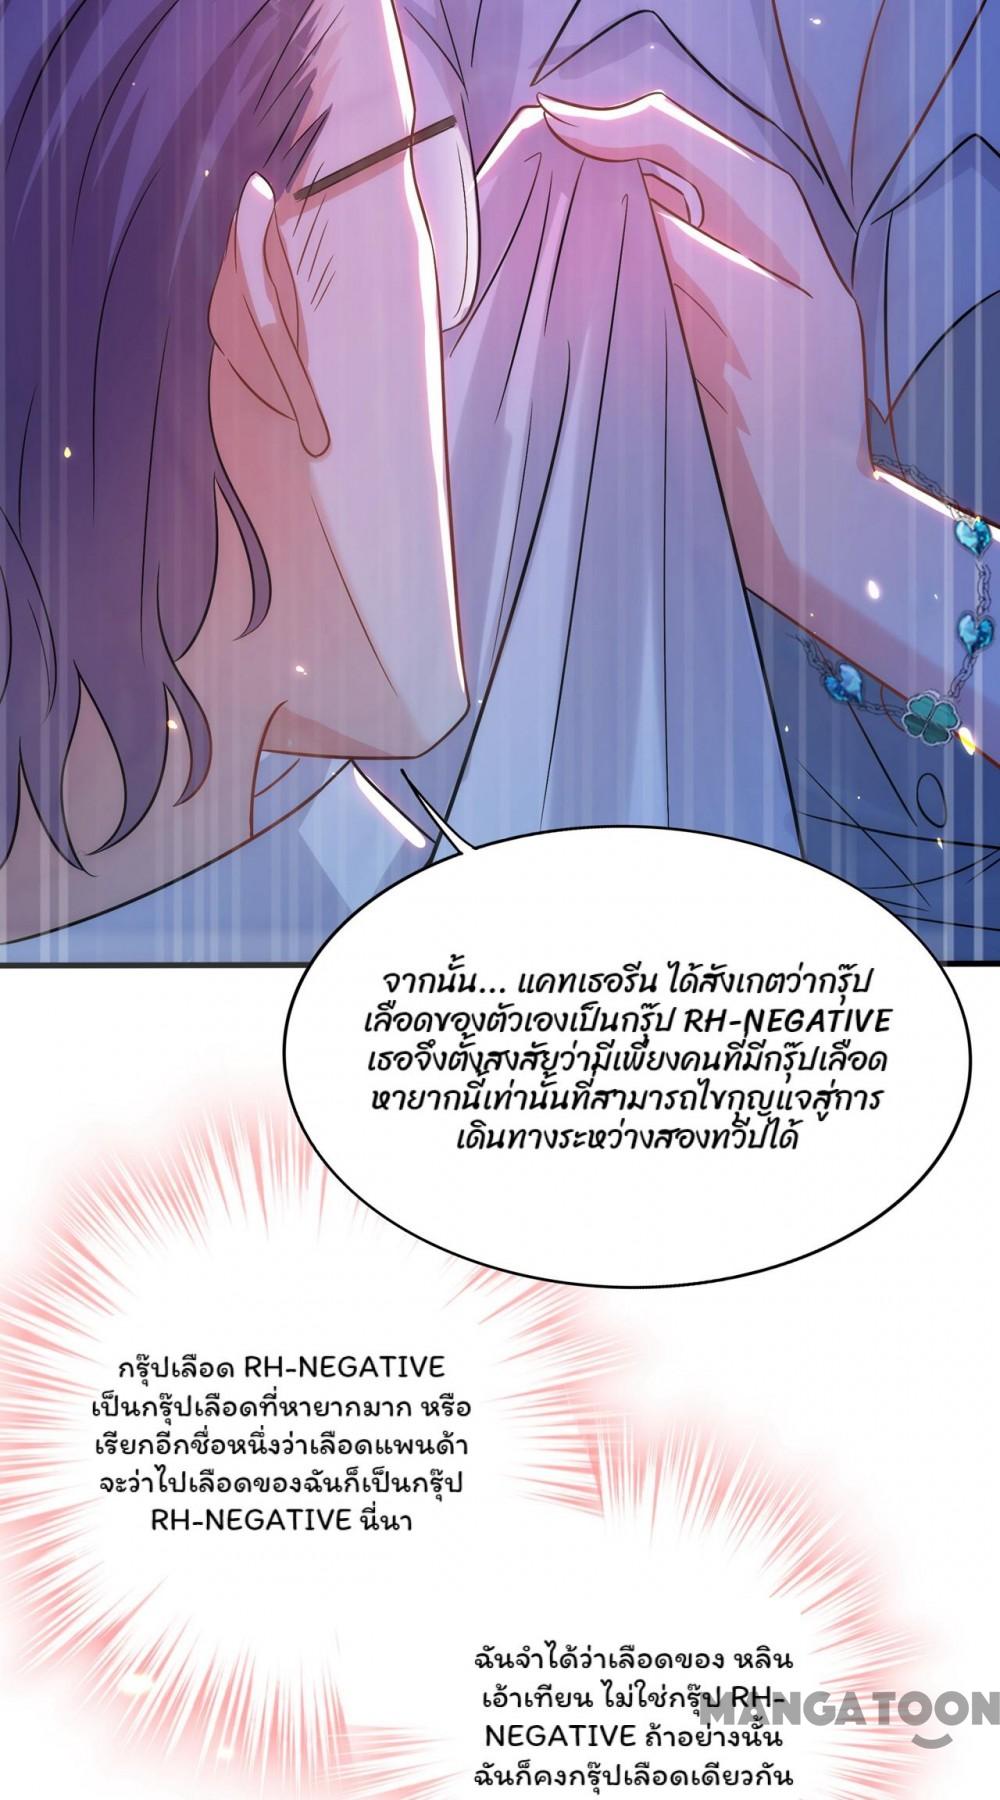 จากนั้น... แคทเธอรีน ได้สังเกตว่ากรุ๊ป
เลือดของตัวเองเป็นกรุ๊ป RH-NEGATIVE
เธอจึงตั้งสงสัยว่ามีเพียงคนที่มีกรุ๊ปเลือด
หายากนี้เท่านั้นที่สามารถไขกุญแจสู่การ
เดินทางระหว่างสองทวีปได้
กรุ๊ปเลือด RH-NEGATIVE
เป็นกรุ๊ปเลือดที่หายากมาก หรือ
เรียกอีกชื่อหนึ่งว่าเลือดแพนด้า
จะว่าไปเลือดของฉันก็เป็นกรุ๊ป
RH-NEGATIVE นี่นา
ฉันจำได้ว่าเลือดของ หลิน
เอ้าเทียน ไม่ใช่กรุ๊ป RH-
NEGATIVE ถ้าอย่างนั้น
ฉันก็คงกรุ๊ปเลือดเดียวกัน
MANGATOON